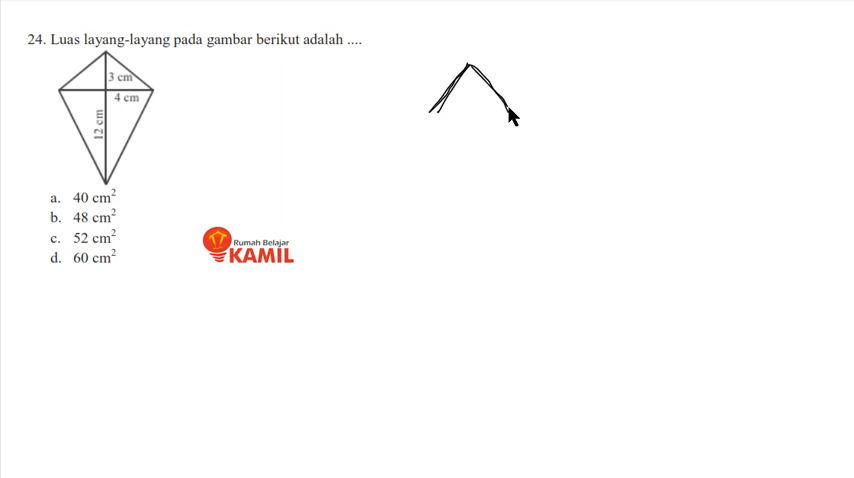 24. Luas layang-layang pada gambar berikut adalah ....
3 cm
4 cm
12 cm
a. 40 cm²
b. 48 cm²
c. 52 cm²
d. 60 cm²
Rumah Belajar
KAMIL